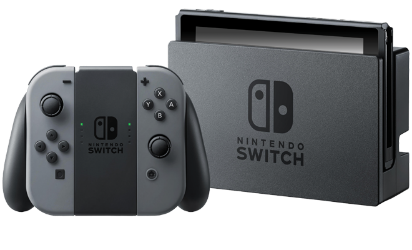 X
Y
A
B
NINTENDO
SWITCH
NINTENDO
SWITCH